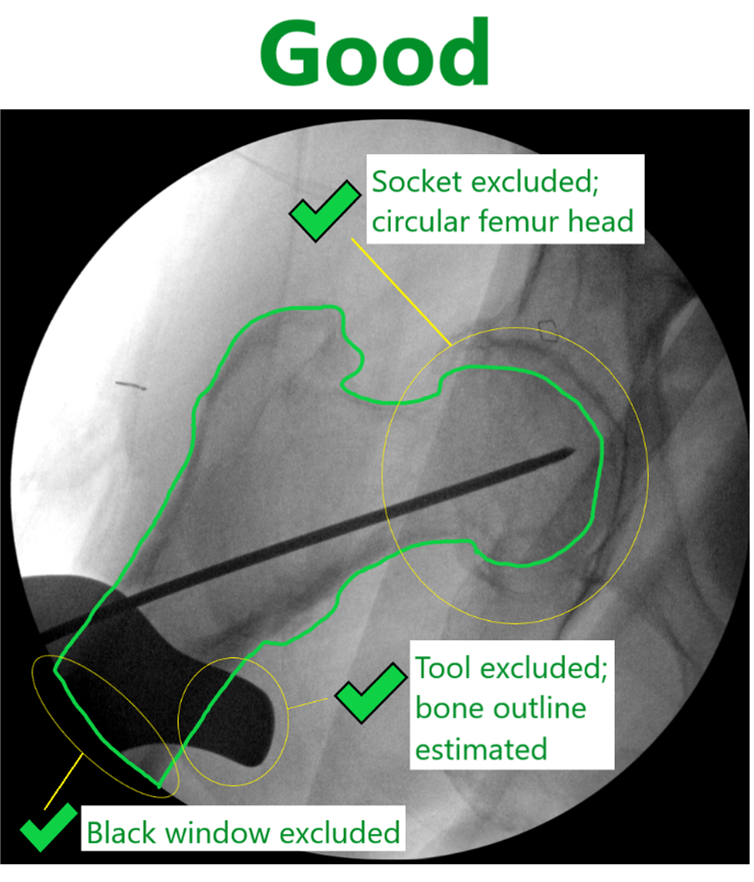 Good
Socket excluded;
circular femur head
Tool excluded;
bone outline
estimated
Black window excluded